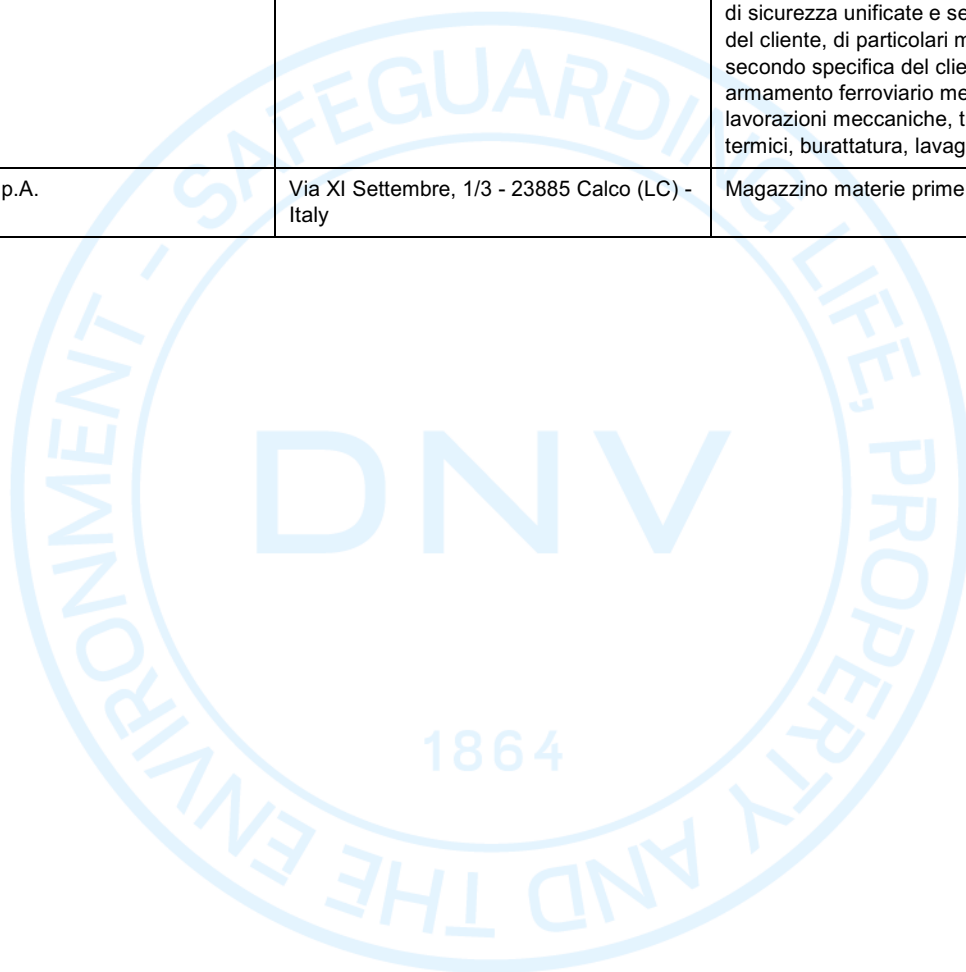 di sicurezza unificate e se
del cliente, di particolari m
secondo specifica del clie
armamento ferroviario me
lavorazioni meccaniche, t
termici, burattatura, lavag
p.A.
Via XI Settembre, 1/3 - 23885 Calco (LC) -
Italy
Magazzino materie prime
SAFEGUARDING LIFE, PROPERTY AND THE ENVIRONMENT -
DNV
1864